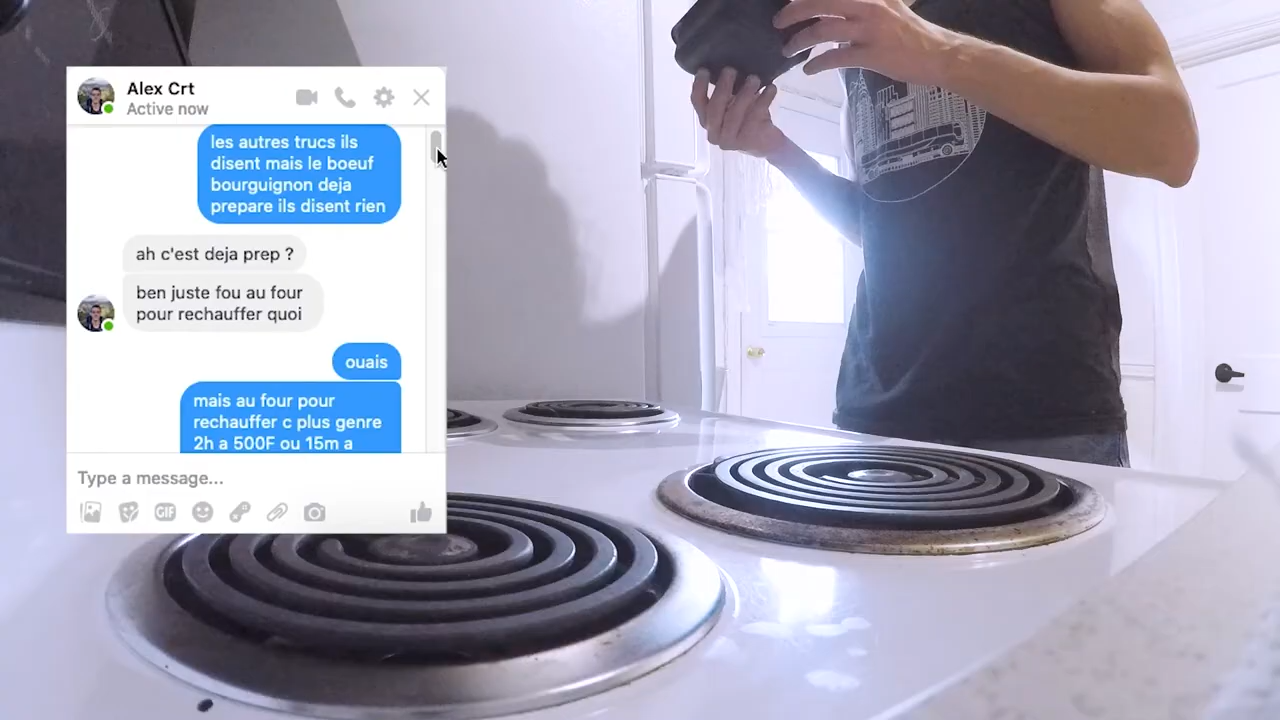 Alex Crt
Active now
les autres trucs ils
disent mais le boeuf
bourguignon deja
prepare ils disent rien
ah c'est deja prep ?
ben juste fou au four
pour rechauffer quoi
ouais
mais au four pour
rechauffer c plus genre
2h a 500F ou 15m a
Type a message...
GIF